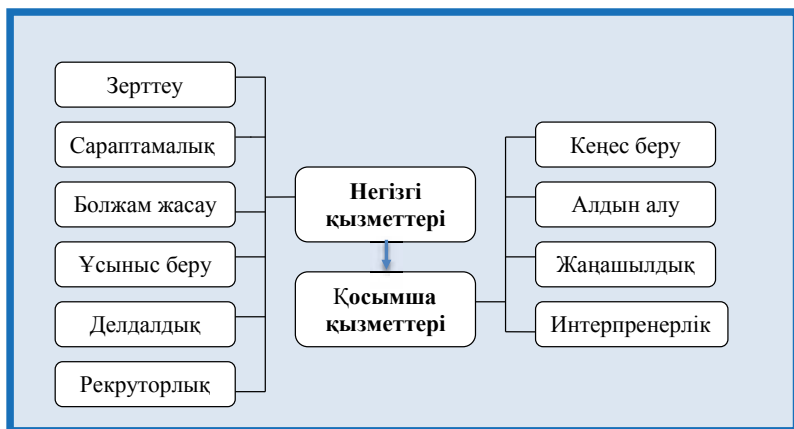 Зерттеу
Сараптамалық
Болжам жасау
Ұсыныс беру
Делдалдық
Рекруторлық
Негізгі
қызметтері
Қосымша
қызметтері
Кеңес беру
Алдын алу
Жаңашылдық
Интерпренерлік